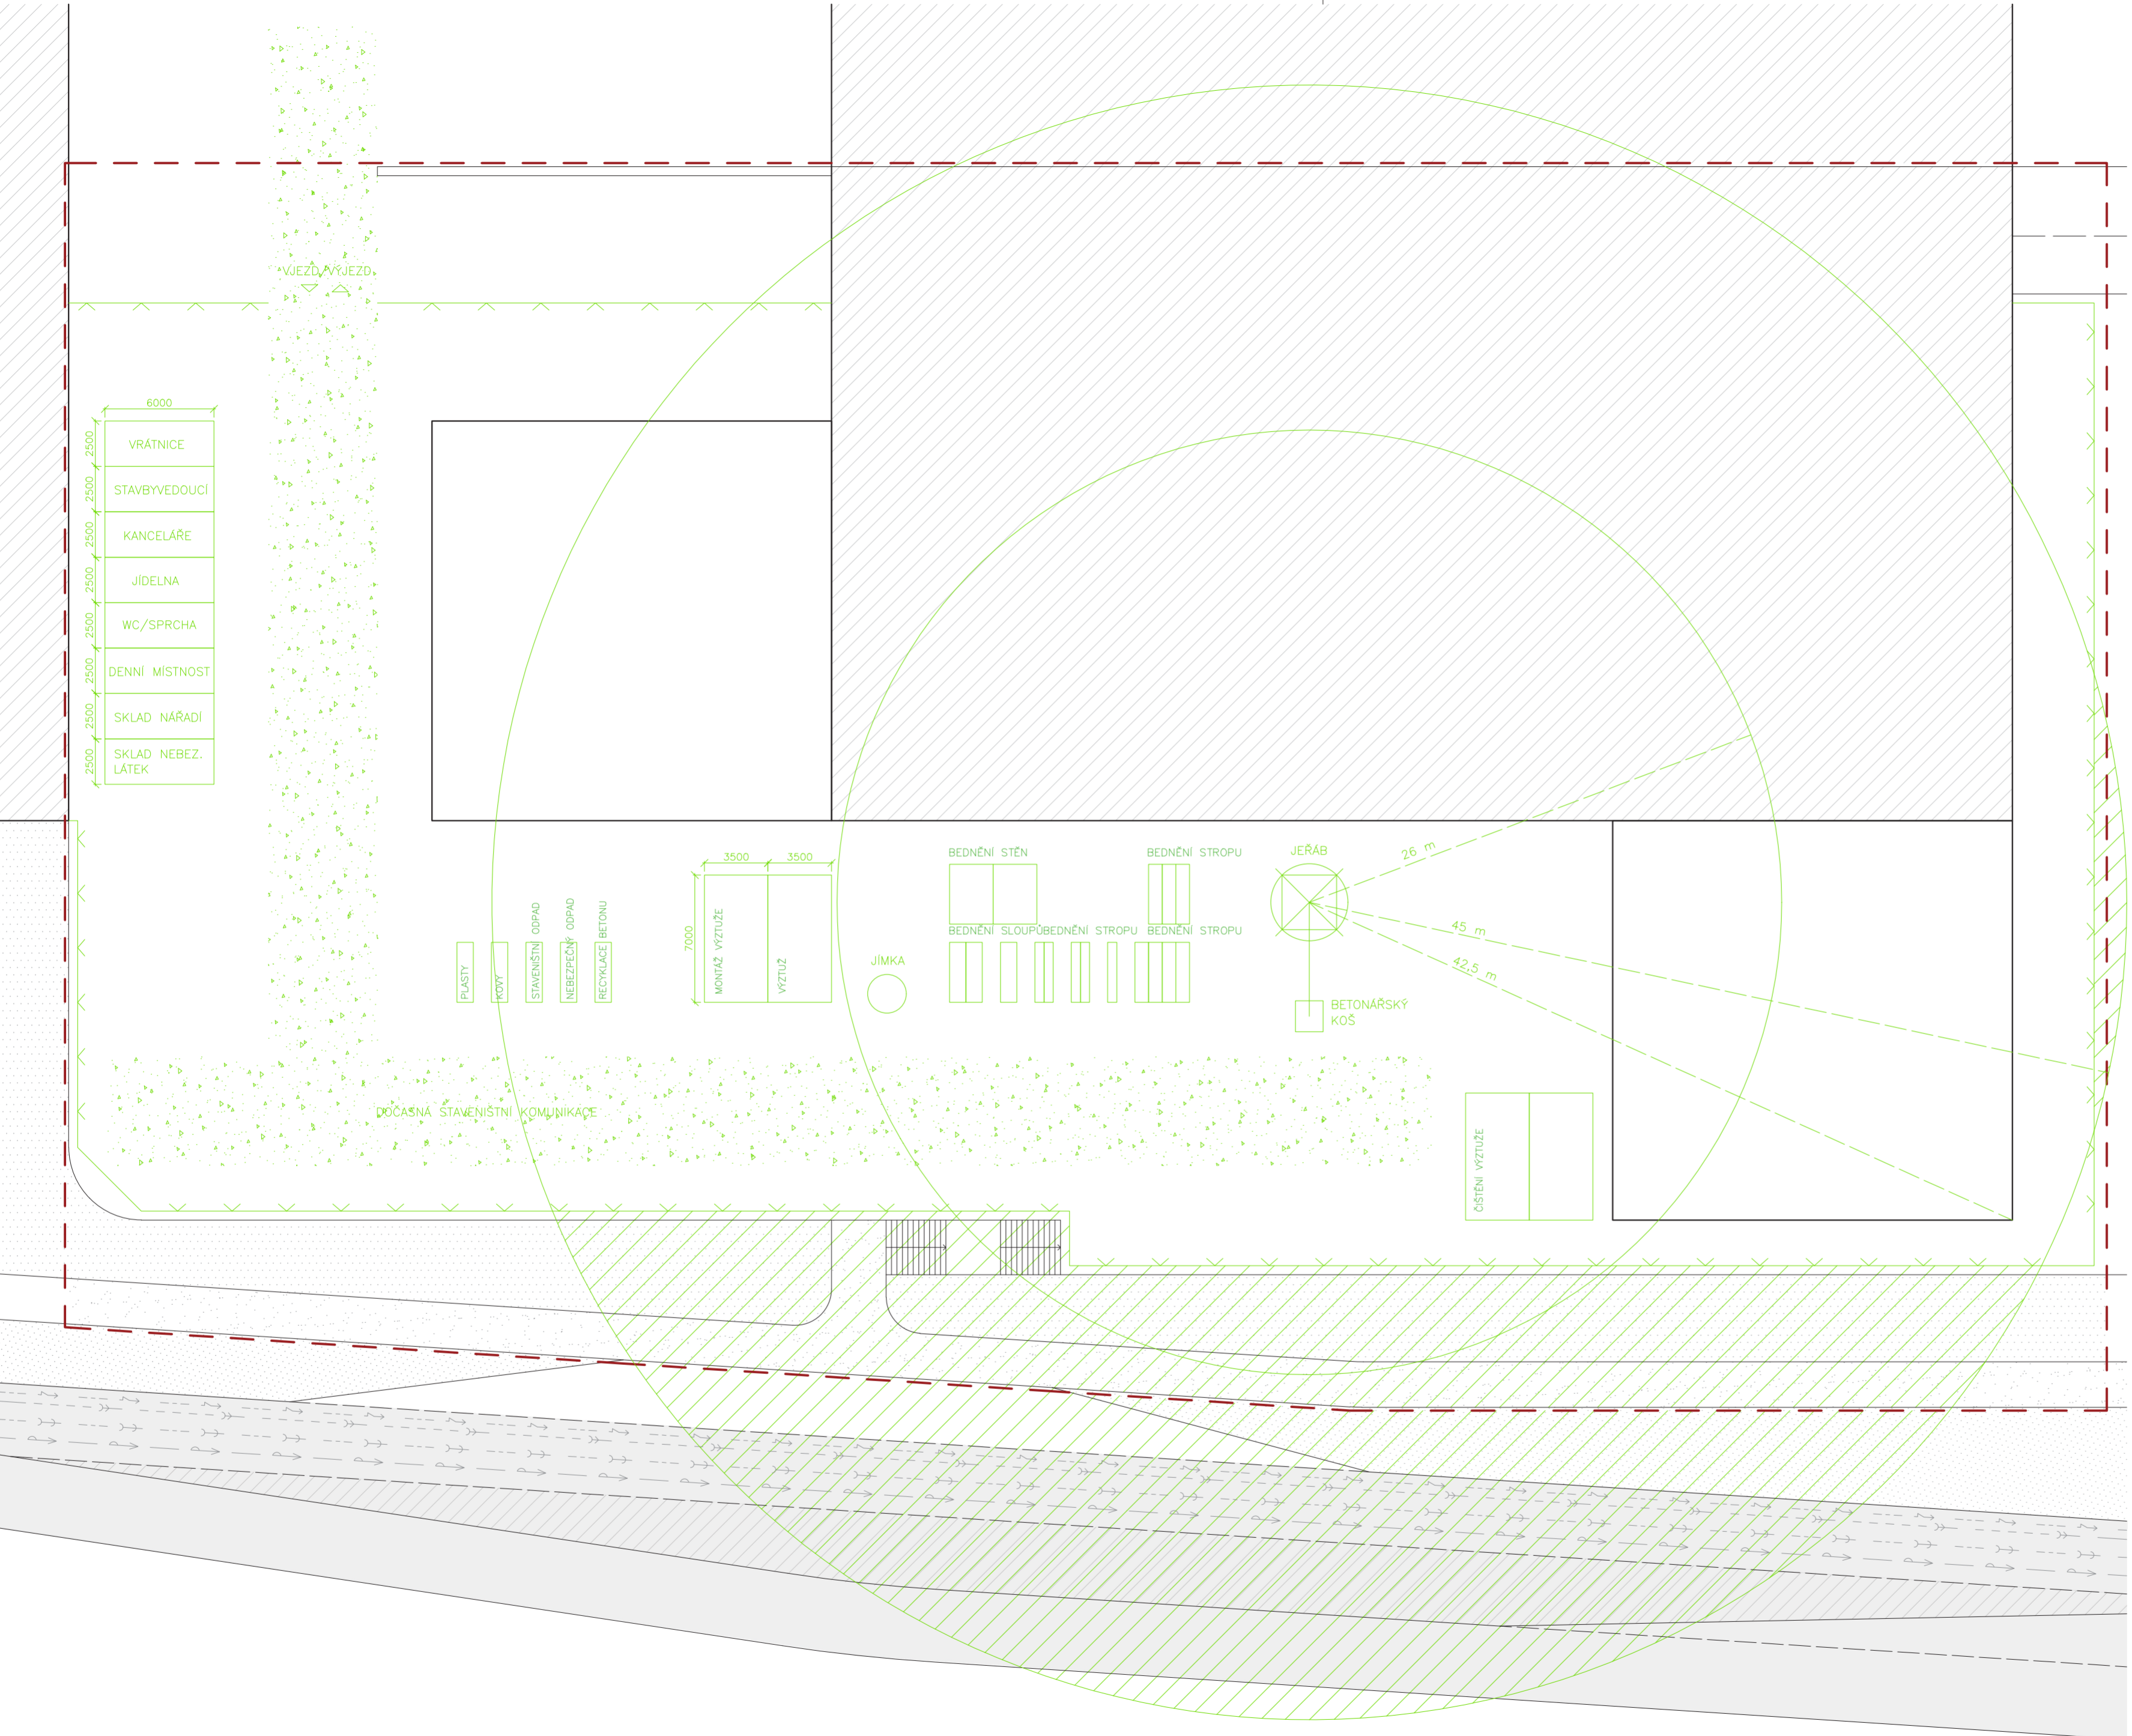 VJEZD/VÝJEZD
6000
2500
VRÁTNICE
2500
STAVBYVEDOUCÍ
2500
KANCELÁŘE
2500
JÍDELNA
2500
WC/SPRCHA
2500
DENNÍ MÍSTNOST
2500
SKLAD NÁŘADÍ
2500
SKLAD NEBEZ.
LÁTEK
PLASTY
KOVY
STAVENIŠTNÍ ODPAD
NEBEZPEČNÝ ODPAD
RECYKLACE BETONU
3500
3500
7000
MONTÁŽ VÝZTUŽE
VÝZTUŽ
JÍMKA
BEDNĚNÍ STĚN
BEDNĚNÍ STROPU
BEDNĚNÍ SLOUPŮ
BEDNĚNÍ STROPU
BEDNĚNÍ STROPU
JEŘÁB
26 m
45 m
42,5 m
BETONÁŘSKÝ
KOŠ
DOČASNÁ STAVENIŠTNÍ KOMUNIKACE
ČIŠTĚNÍ VÝZTUŽE